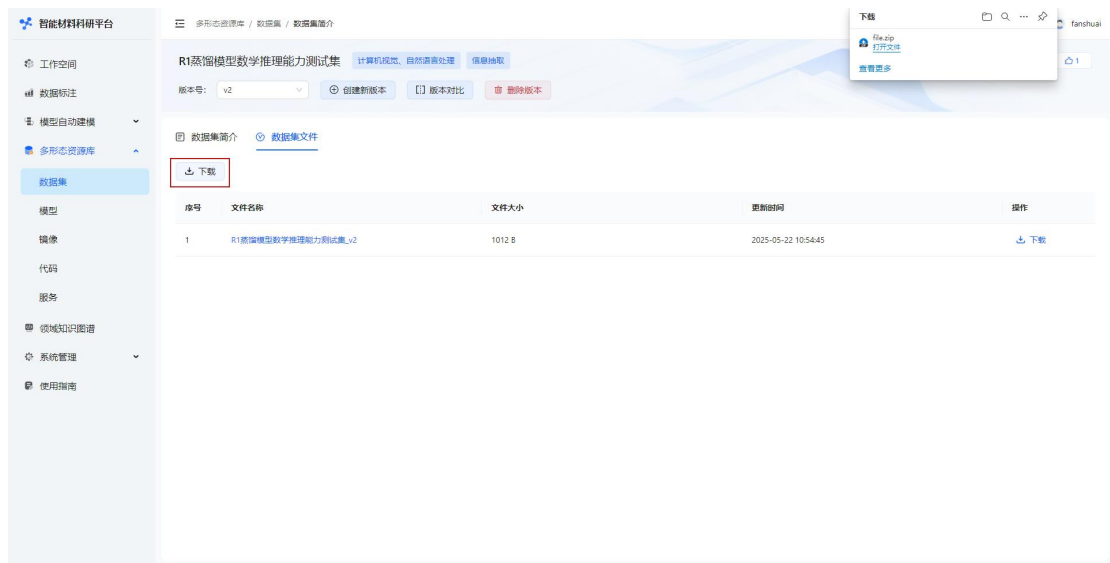 智能材料科研平台
多形态资源库 / 数据集 / 数据集简介
下载
fanshuai
file.zip
打开文件
查看更多
1
工作空间
数据标注
模型自动建模
多形态资源库
数据集
模型
镜像
代码
服务
领域知识图谱
系统管理
使用指南
R1蒸馏模型数学推理能力测试集 计算机视觉、自然语言处理 信息抽取
版本号: v2 创建新版本 版本对比 删除版本
数据集简介 数据集文件
下载
序号 文件名称 文件大小 更新时间 操作
1 R1蒸馏模型数学推理能力测试集_v2 1012 B 2025-05-22 10:54:45 下载